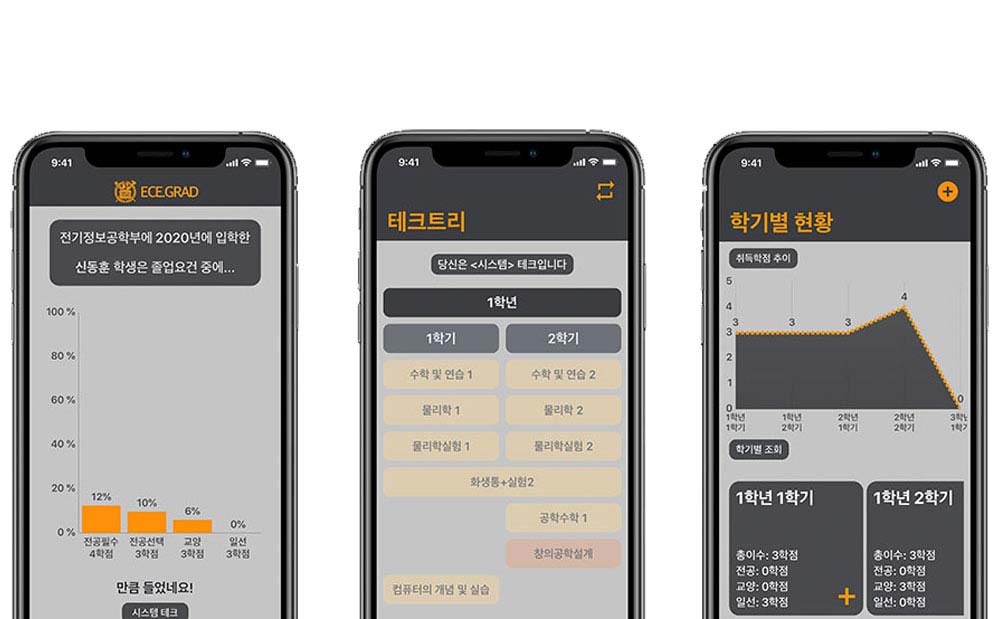 9:41
ECE.GRAD
전기정보공학부에 2020년에 입학한
신동훈 학생은 졸업요건 중에...
100 %
80 %
60 %
40 %
20 %
0 %
12%
10%
6%
0%
전공필수 전공선택 교양 일선
4학점 3학점 3학점 3학점
만큼 들었네요!
시스템 테크
9:41
테크트리
당신은 <시스템> 테크입니다
1학년
1학기 2학기
수학 및 연습 1 수학 및 연습 2
물리학 1 물리학 2
물리학실험 1 물리학실험 2
화생통+실험2
공학수학 1
창의공학설계
컴퓨터의 개념 및 실습
9:41
학기별 현황
취득학점 추이
5
4
3
2
1
0
3 3 3 4 0
1학년 1학년 2학년 2학년 3학년
1학기 2학기 1학기 2학기 1학기
학기별 조회
1학년 1학기
총이수: 3학점
전공: 0학점
교양: 0학점
일선: 3학점
1학년 2학기
총이수: 3학점
전공: 0학점
교양: 3학점
일선: 0학점